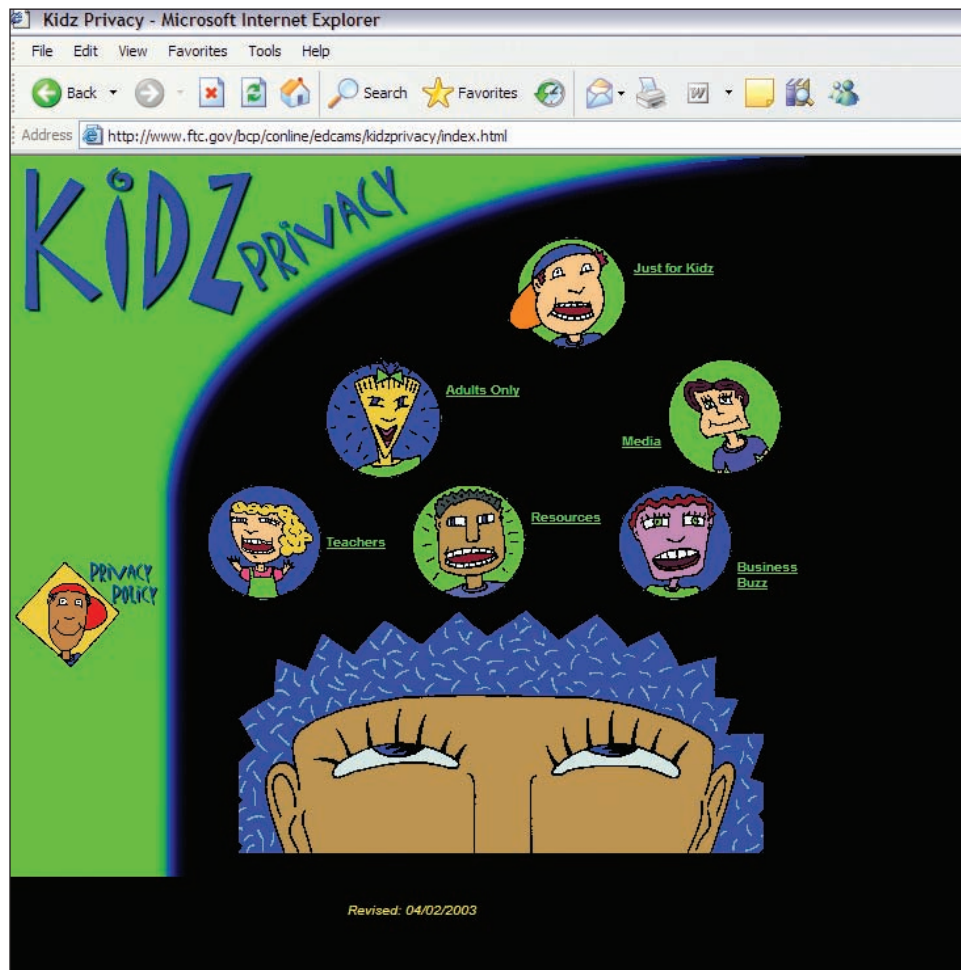 Kidz Privacy - Microsoft Internet Explorer
File Edit View Favorites Tools Help
Back Search Favorites W
Address http://www.ftc.gov/bcp/conline/edcams/kidzprivacy/index.html
KiDZ PRiVACY
Just for Kidz
Adults Only
Media
Teachers
Resources
Business
Buzz
PRiVACY
POLiCY
Revised: 04/02/2003